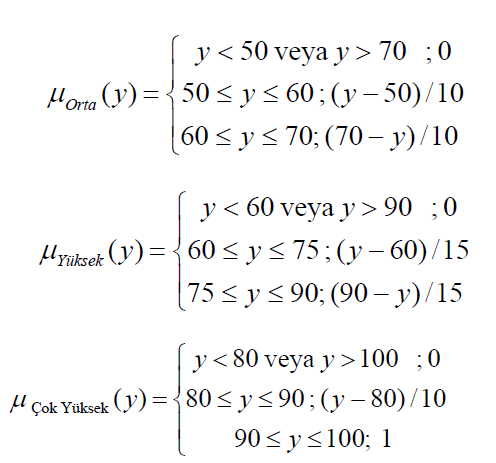 y < 50 veya y > 70 ; 0
μOrta(y) = 50 ≤ y ≤ 60 ; (y − 50) / 10
60 ≤ y ≤ 70; (70 − y) / 10
y < 60 veya y > 90 ; 0
μYüksek(y) = 60 ≤ y ≤ 75 ; (y − 60) / 15
75 ≤ y ≤ 90; (90 − y) / 15
y < 80 veya y > 100 ; 0
μ Çok Yüksek(y) = 80 ≤ y ≤ 90 ; (y − 80) / 10
90 ≤ y ≤ 100; 1